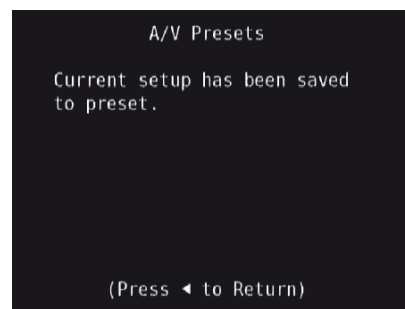 A/V Presets
Current setup has been saved
to preset.
(Press ◄ to Return)